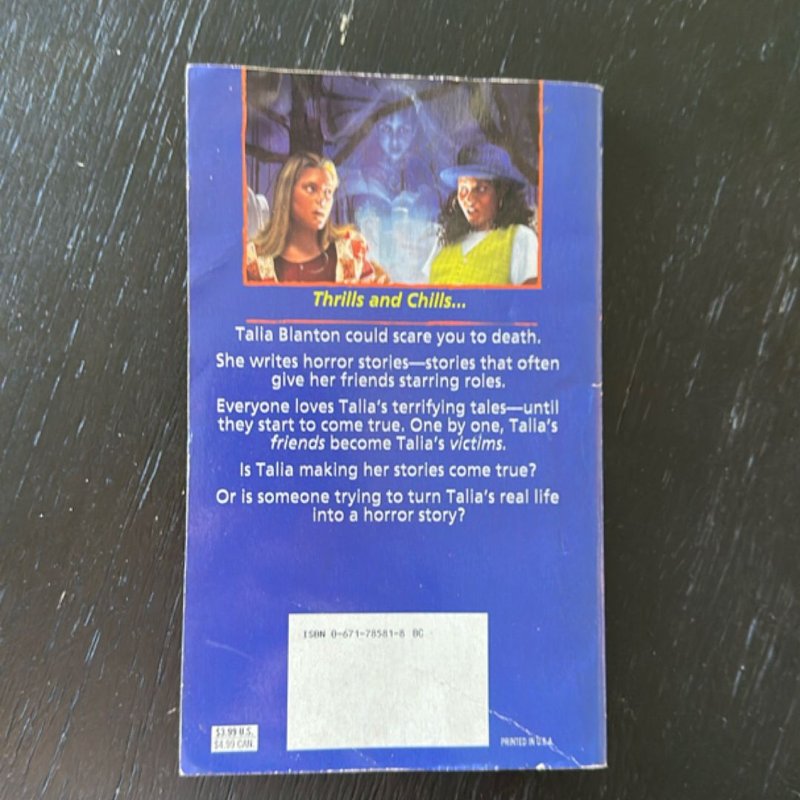 Thrills and Chills...
Talia Blanton could scare you to death.
She writes horror stories—stories that often
give her friends starring roles.
Everyone loves Talia's terrifying tales—until
they start to come true. One by one, Talia's
friends become Talia's victims.
Is Talia making her stories come true?
Or is someone trying to turn Talia's real life
into a horror story?
ISBN 0-671-78581-8 BC
$3.99 U.S.
$4.99 CAN.
PRINTED IN U.S.A.